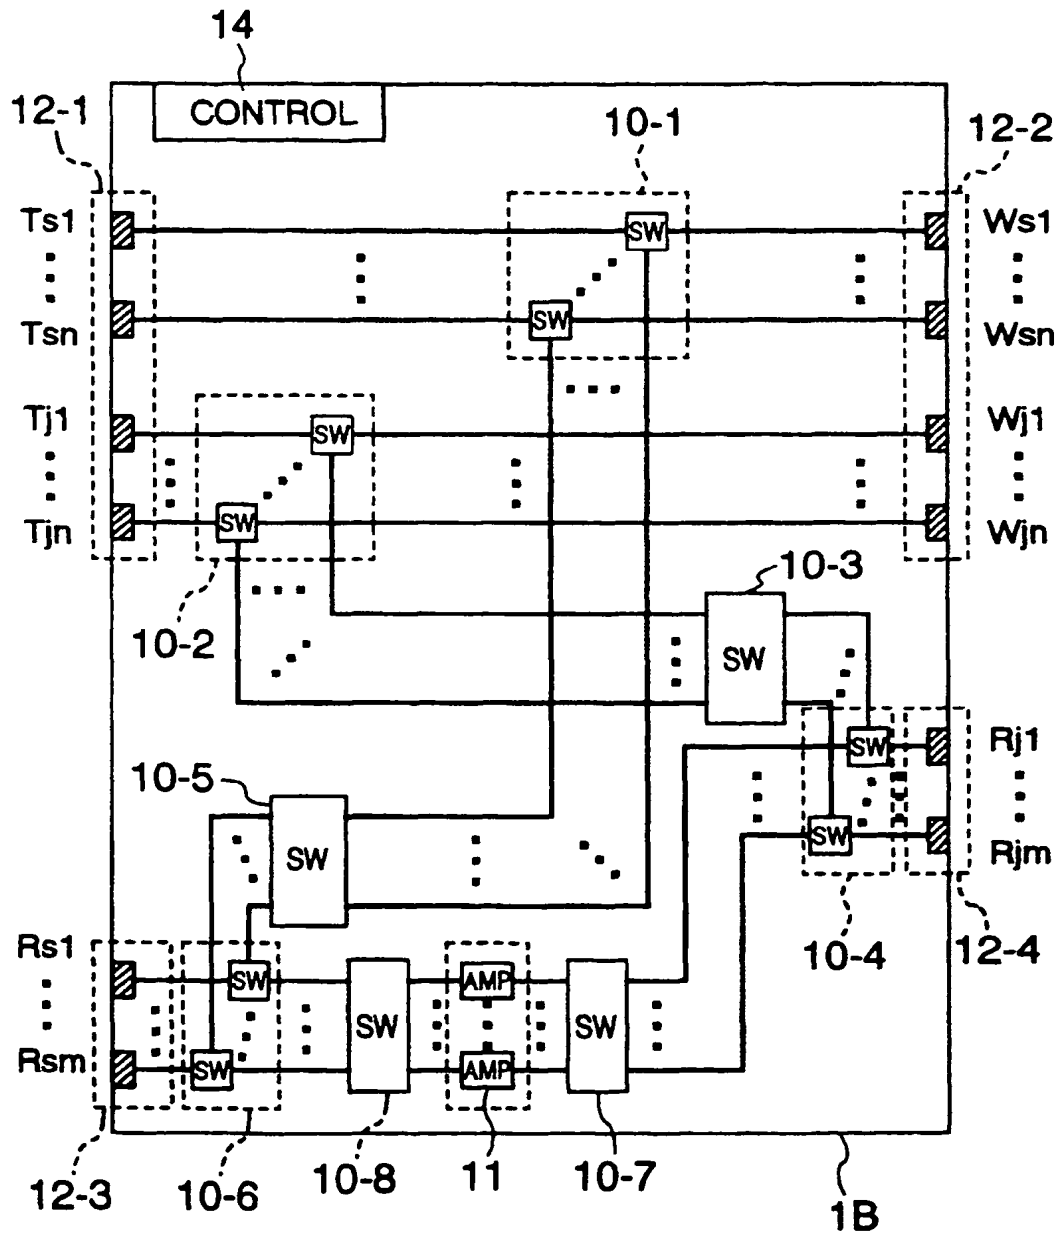 14
CONTROL
12-1
10-1
12-2
Ts1
SW
Ws1
Tsn
SW
Wsn
Tj1
SW
Wj1
Tjn
SW
Wjn
10-2
10-3
SW
Rj1
SW
10-5
SW
SW
Rjm
10-4
12-4
Rs1
SW
SW
AMP
SW
Rsm
SW
AMP
12-3
10-6
10-8
11
10-7
1B